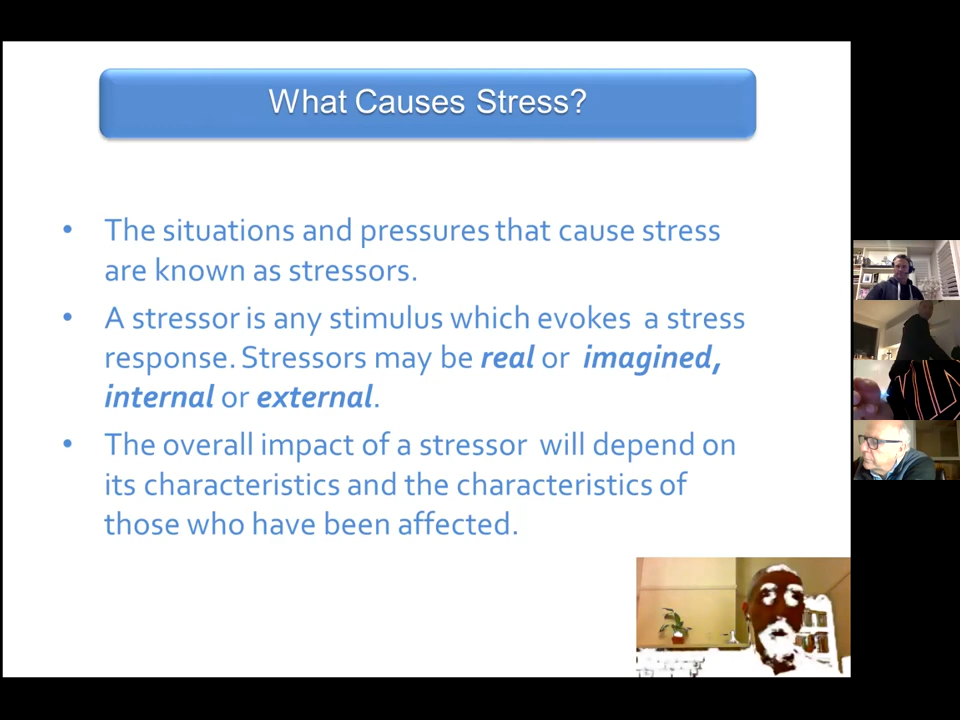 What Causes Stress?
• The situations and pressures that cause stress
are known as stressors.
• A stressor is any stimulus which evokes a stress
response. Stressors may be real or imagined,
internal or external.
• The overall impact of a stressor will depend on
its characteristics and the characteristics of
those who have been affected.